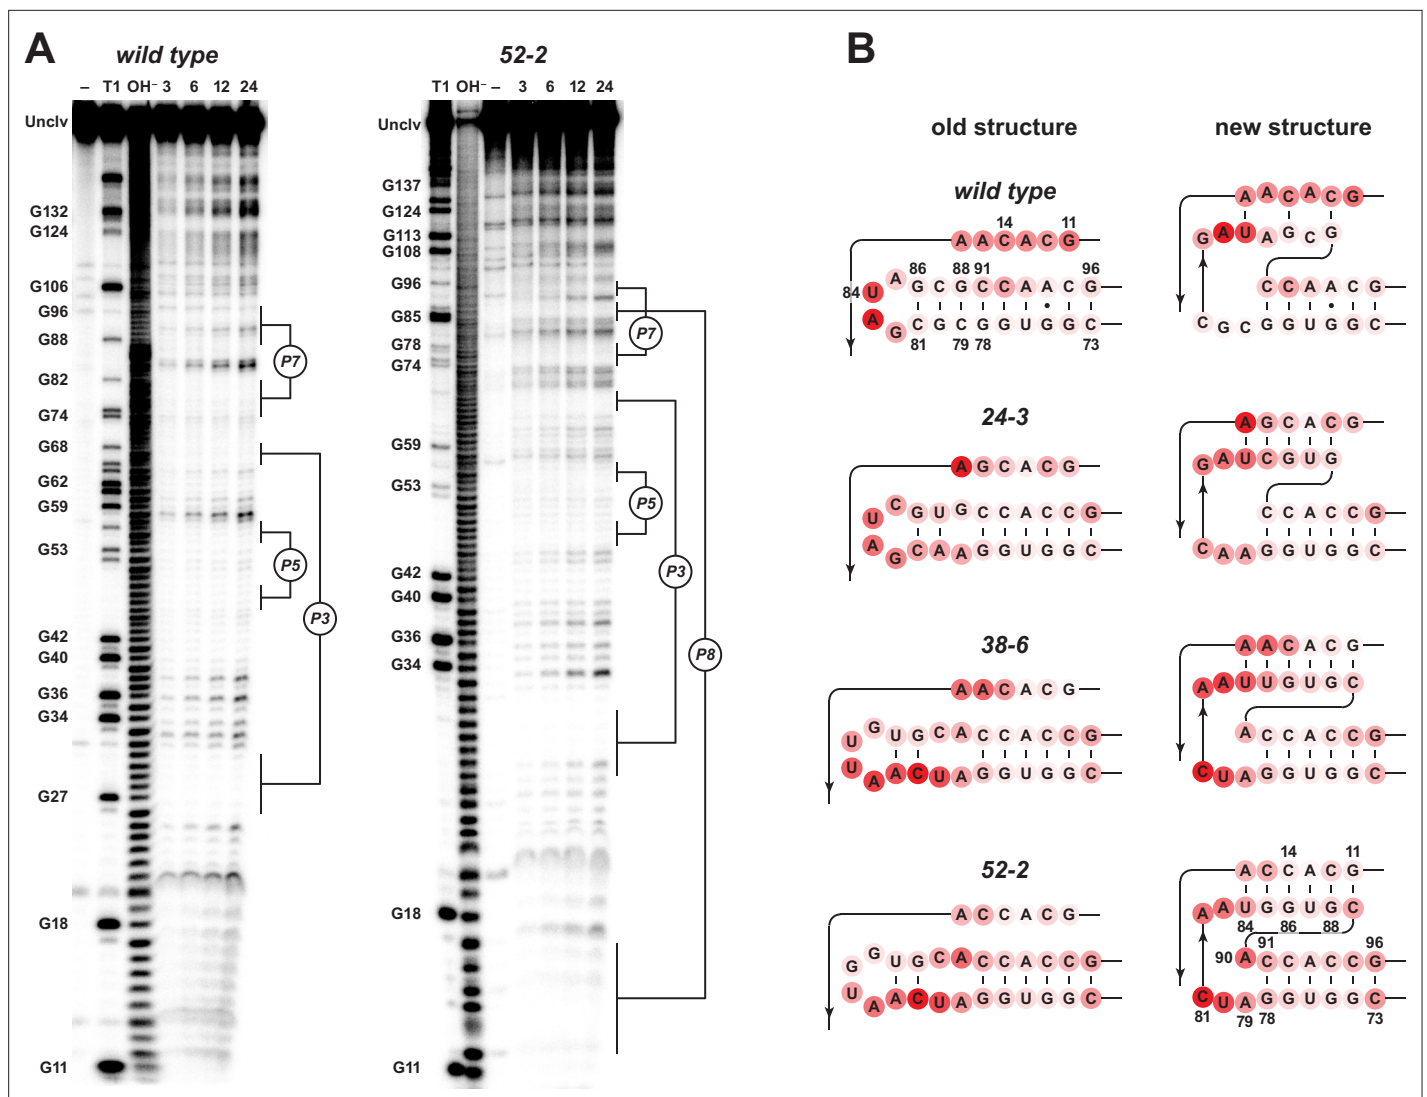 A
wild type
– T1 OH⁻ 3 6 12 24
Unclv
G132
G124
G106
G96
G88
G82
G74
G68
G62
G59
G53
G42
G40
G36
G34
G27
G18
G11
P7
P5
P3
52-2
T1 OH⁻ – 3 6 12 24
Unclv
G137
G124
G113
G108
G96
G85
G78
G74
G59
G53
G42
G40
G36
G34
G18
G11
P7
P5
P3
P8
B
old structure
new structure
wild type
14 11
A A C A C G
86 88 91 96
A G C G C C A A C G
84 U
A
G C G C G G U G G C
81 79 78 73
A A C A C G
G A U A G C G
C C A A C G
C G C G G U G G C
24-3
A G C A C G
C G U G C C A C C G
U
A
G C A A G G U G G C
A G C A C G
G A U C G U G
C C A C C G
C A A G G U G G C
38-6
A A C A C G
G U G C A C C A C C G
U
U
A A C U A G G U G G C
A A C A C G
A A U U G U G C
A C C A C C G
C U A G G U G G C
52-2
A C C A C G
G G U G C A C C A C C G
U A A C U A G G U G G C
14 11
A C C A C G
A A U G G U G C
84 86 88
91 96
90 A C C A C C G
C U A G G U G G C
81 79 78 73